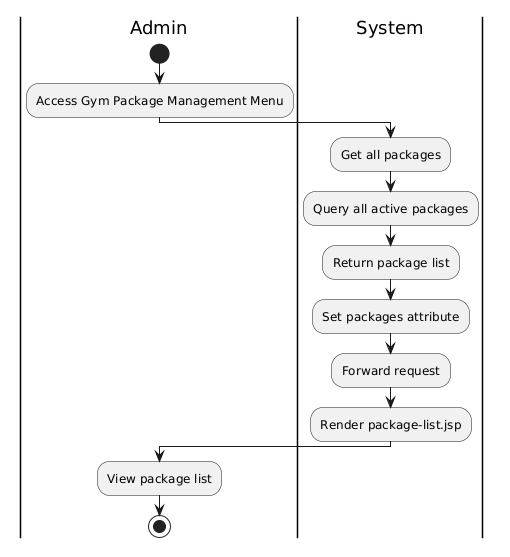 Admin
System
Access Gym Package Management Menu
Get all packages
Query all active packages
Return package list
Set packages attribute
Forward request
Render package-list.jsp
View package list